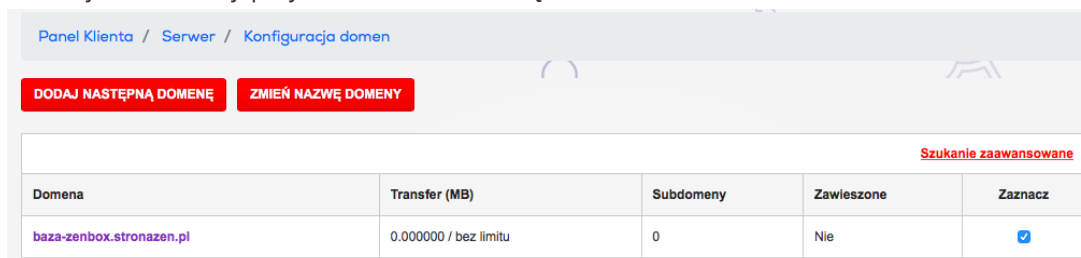 Panel Klienta / Serwer / Konfiguracja domen
DODAJ NASTĘPNĄ DOMENĘ ZMIEŃ NAZWĘ DOMENY
Szukanie zaawansowane
Domena Transfer (MB) Subdomeny Zawieszone Zaznacz
baza-zenbox.stronazen.pl 0.000000 / bez limitu 0 Nie